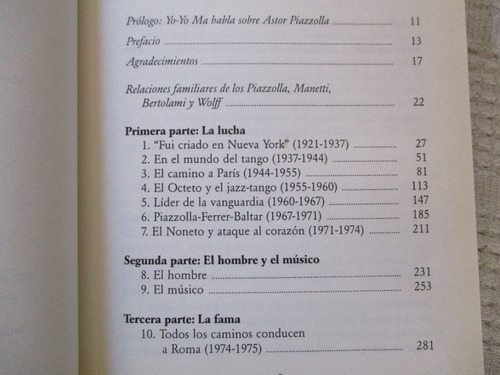 Prólogo: Yo-Yo Ma habla sobre Astor Piazzolla ........ 11
Prefacio ........ 13
Agradecimientos ........ 17
Relaciones familiares de los Piazzolla, Manetti,
Bertolami y Wolff ........ 22
Primera parte: La lucha
1. "Fui criado en Nueva York" (1921-1937) 27
2. En el mundo del tango (1937-1944) ........ 51
3. El camino a París (1944-1955) ........ 81
4. El Octeto y el jazz-tango (1955-1960) ........ 113
5. Líder de la vanguardia (1960-1967) ........ 147
6. Piazzolla-Ferrer-Baltar (1967-1971) ........ 185
7. El Noneto y ataque al corazón (1971-1974) ........ 211
Segunda parte: El hombre y el músico
8. El hombre ........ 231
9. El músico ........ 253
Tercera parte: La fama
10. Todos los caminos conducen
a Roma (1974-1975) ........ 281